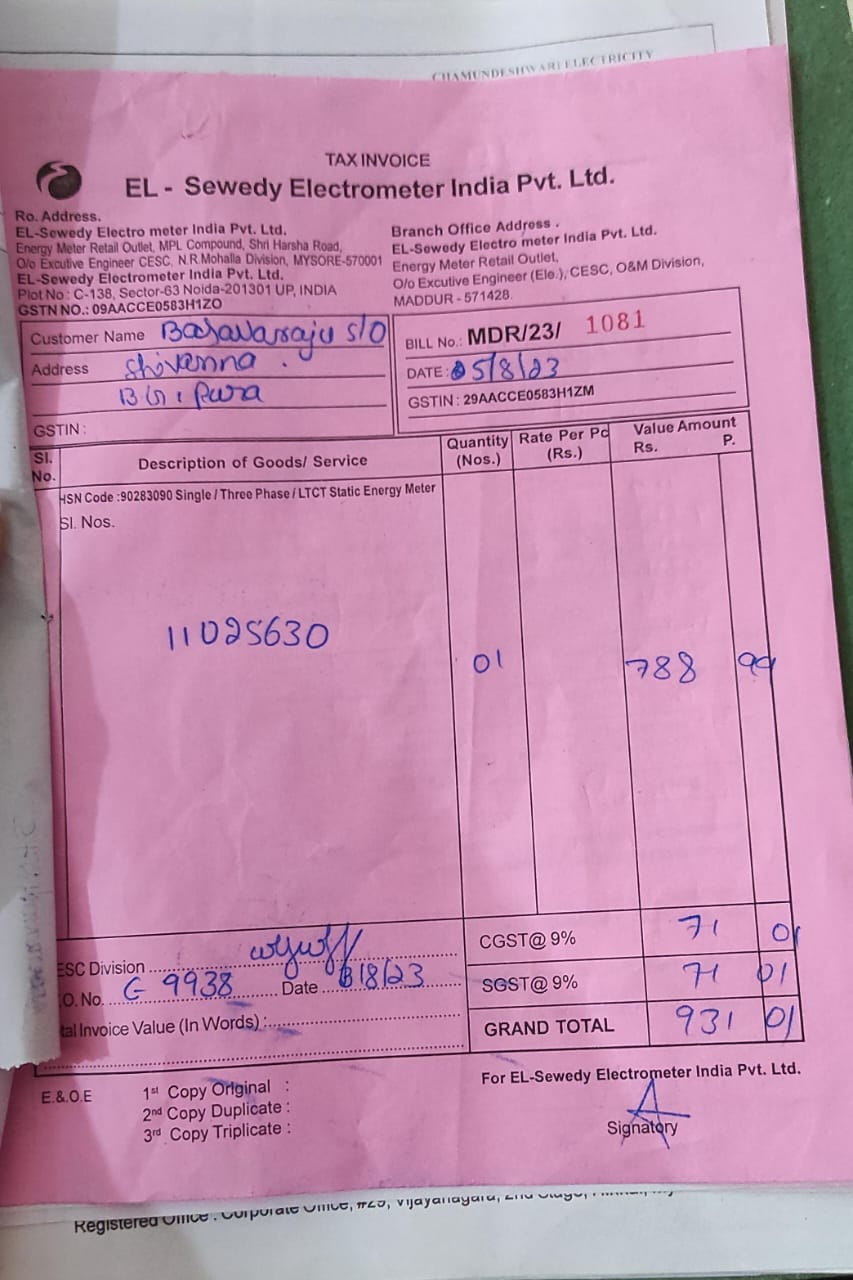 CHAMUNDESHWARI ELECTRICITY
TAX INVOICE
EL - Sewedy Electrometer India Pvt. Ltd.
Ro. Address.
EL-Sewedy Electro meter India Pvt. Ltd.
Energy Meter Retail Outlet, MPL Compound, Shri Harsha Road,
O/o Excutive Engineer CESC, N.R.Mohalla Division, MYSORE-570001
EL-Sewedy Electrometer India Pvt. Ltd.
Plot No : C-138, Sector-63 Noida-201301 UP, INDIA
GSTN NO.: 09AACCE0583H1ZO
Branch Office Address .
EL-Sewedy Electro meter India Pvt. Ltd.
Energy Meter Retail Outlet,
O/o Excutive Engineer (Ele.), CESC, O&M Division,
MADDUR - 571428.
Customer Name Basavaraju S/O
Address Shivanna .
B G : Pura
GSTIN :
BILL No.: MDR/23/ 1081
DATE : 05/8/23
GSTIN : 29AACCE0583H1ZM
Sl. No. Description of Goods/ Service Quantity (Nos.) Rate Per Pc (Rs.) Value Amount Rs. P.
HSN Code :90283090 Single / Three Phase / LTCT Static Energy Meter
Sl. Nos.
11025630 01 788 99
CGST@ 9% 71 01
SGST@ 9% 71 01
GRAND TOTAL 931 01
ESC Division
.O. No. G 9938 Date 3/8/23
tal Invoice Value (In Words) :
E.&.O.E
1st Copy Original :
2nd Copy Duplicate :
3rd Copy Triplicate :
For EL-Sewedy Electrometer India Pvt. Ltd.
Signatory
Registered Office : Corporate Office, #29, Vijayanagara, 2nd Stage,